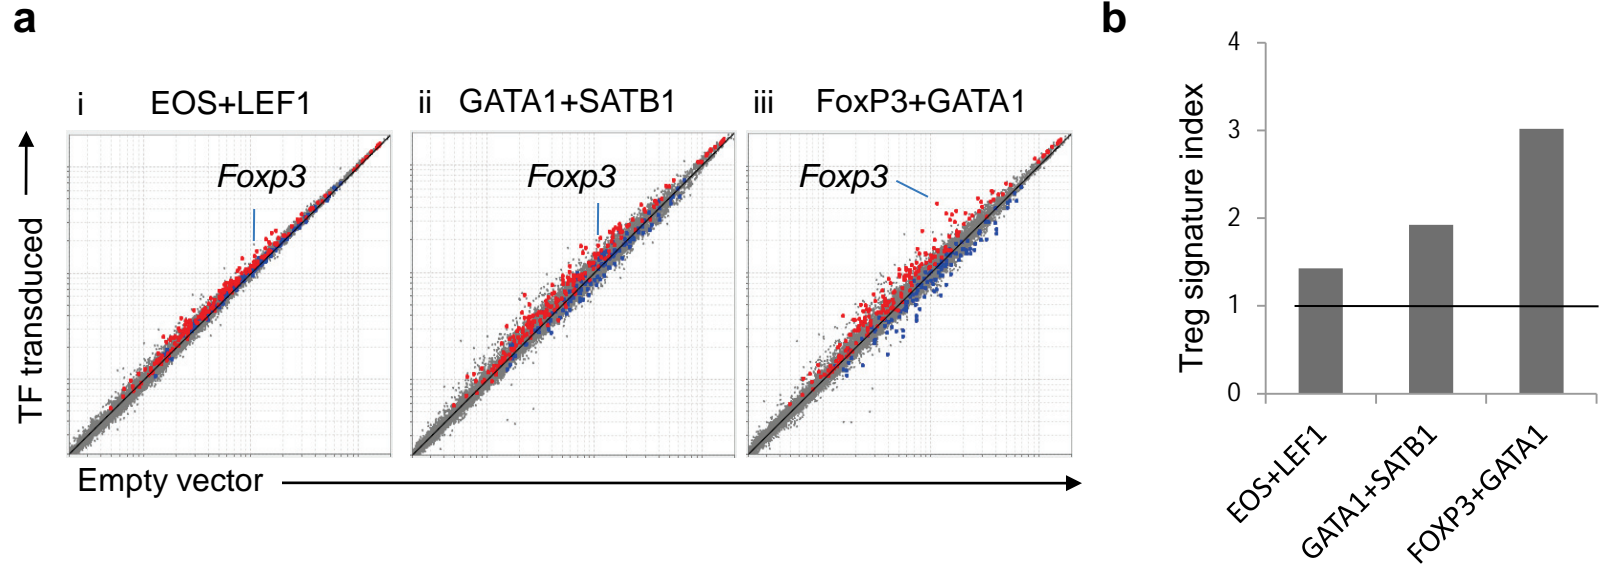 a
i EOS+LEF1
ii GATA1+SATB1
iii FoxP3+GATA1
Foxp3
Foxp3
Foxp3
TF transduced
Empty vector
b
Treg signature index
4
3
2
1
0
EOS+LEF1
GATA1+SATB1
FOXP3+GATA1